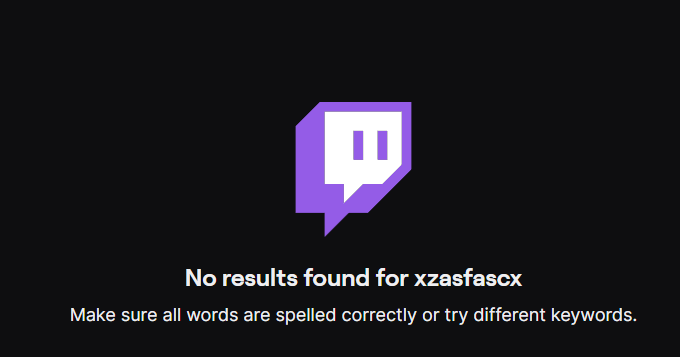 No results found for xzasfascx
Make sure all words are spelled correctly or try different keywords.